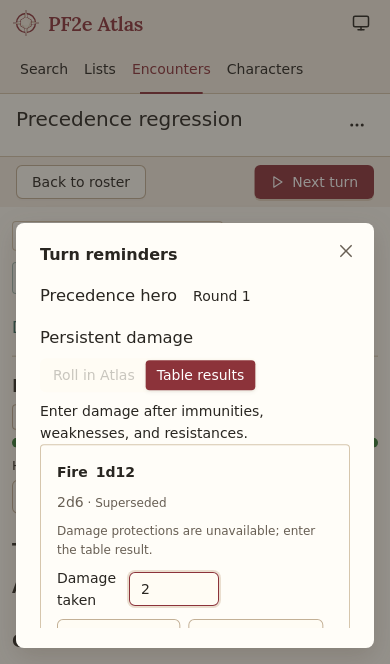 PF2e Atlas
Search Lists Encounters Characters
Precedence regression
...
Back to roster
Next turn
Turn reminders
Precedence hero Round 1
Persistent damage
Roll in Atlas Table results
Enter damage after immunities,
weaknesses, and resistances.
Fire 1d12
2d6 · Superseded
Damage protections are unavailable; enter
the table result.
Damage
taken
2